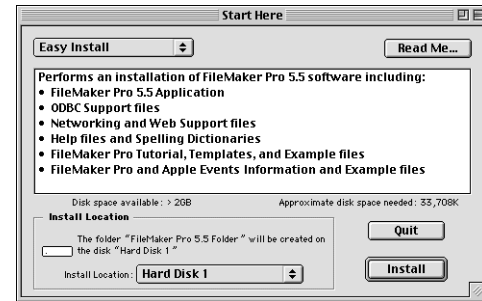 Start Here
Easy Install
Read Me...
Performs an installation of FileMaker Pro 5.5 software including:
• FileMaker Pro 5.5 Application
• ODBC Support files
• Networking and Web Support files
• Help files and Spelling Dictionaries
• FileMaker Pro Tutorial, Templates, and Example files
• FileMaker Pro and Apple Events Information and Example files
Disk space available: > 2GB
Approximate disk space needed: 33,708K
Install Location
The folder "FileMaker Pro 5.5 Folder" will be created on
the disk "Hard Disk 1"
Install Location: Hard Disk 1
Quit
Install